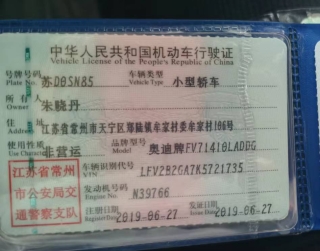 中华人民共和国机动车行驶证
Vehicle License of the People's Republic of China
号牌号码 苏D8SN85 车辆类型 小型轿车
Plate No. Vehicle Type
所有人 朱晓丹
Owner
住址 江苏省常州市天宁区郑陆镇牟家村委牟家村106号
Address
使用性质 非营运 品牌型号 奥迪牌FV71410LADDG
Use Character Model
江苏省常州市公安局交通警察支队
车辆识别代号 LFV2B2GA7K5721735
VIN
发动机号码 N39766
Engine No.
注册日期 2019-06-27 发证日期 2019-06-27
Register Date Issue Date